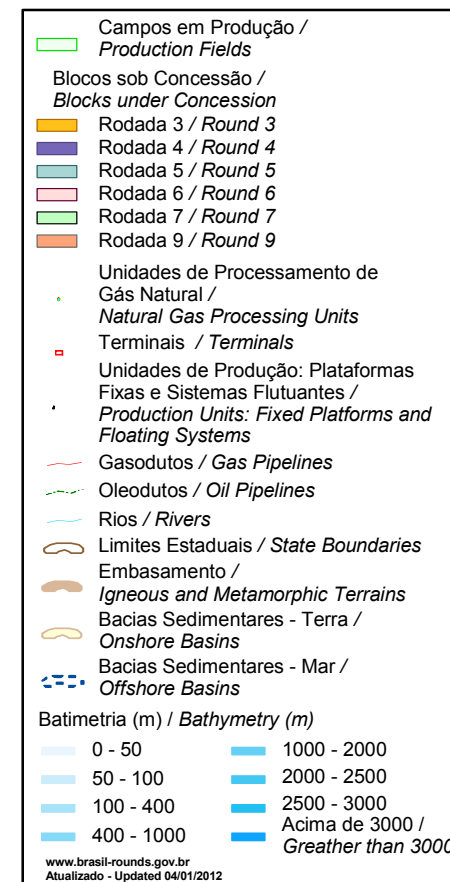 Campos em Produção /
Production Fields
Blocos sob Concessão /
Blocks under Concession
Rodada 3 / Round 3
Rodada 4 / Round 4
Rodada 5 / Round 5
Rodada 6 / Round 6
Rodada 7 / Round 7
Rodada 9 / Round 9
Unidades de Processamento de
Gás Natural /
Natural Gas Processing Units
Terminais / Terminals
Unidades de Produção: Plataformas
Fixas e Sistemas Flutuantes /
Production Units: Fixed Platforms and
Floating Systems
Gasodutos / Gas Pipelines
Oleodutos / Oil Pipelines
Rios / Rivers
Limites Estaduais / State Boundaries
Embasamento /
Igneous and Metamorphic Terrains
Bacias Sedimentares - Terra /
Onshore Basins
Bacias Sedimentares - Mar /
Offshore Basins
Batimetria (m) / Bathymetry (m)
0 - 50
50 - 100
100 - 400
400 - 1000
1000 - 2000
2000 - 2500
2500 - 3000
Acima de 3000 /
Greather than 3000
www.brasil-rounds.gov.br
Atualizado - Updated 04/01/2012